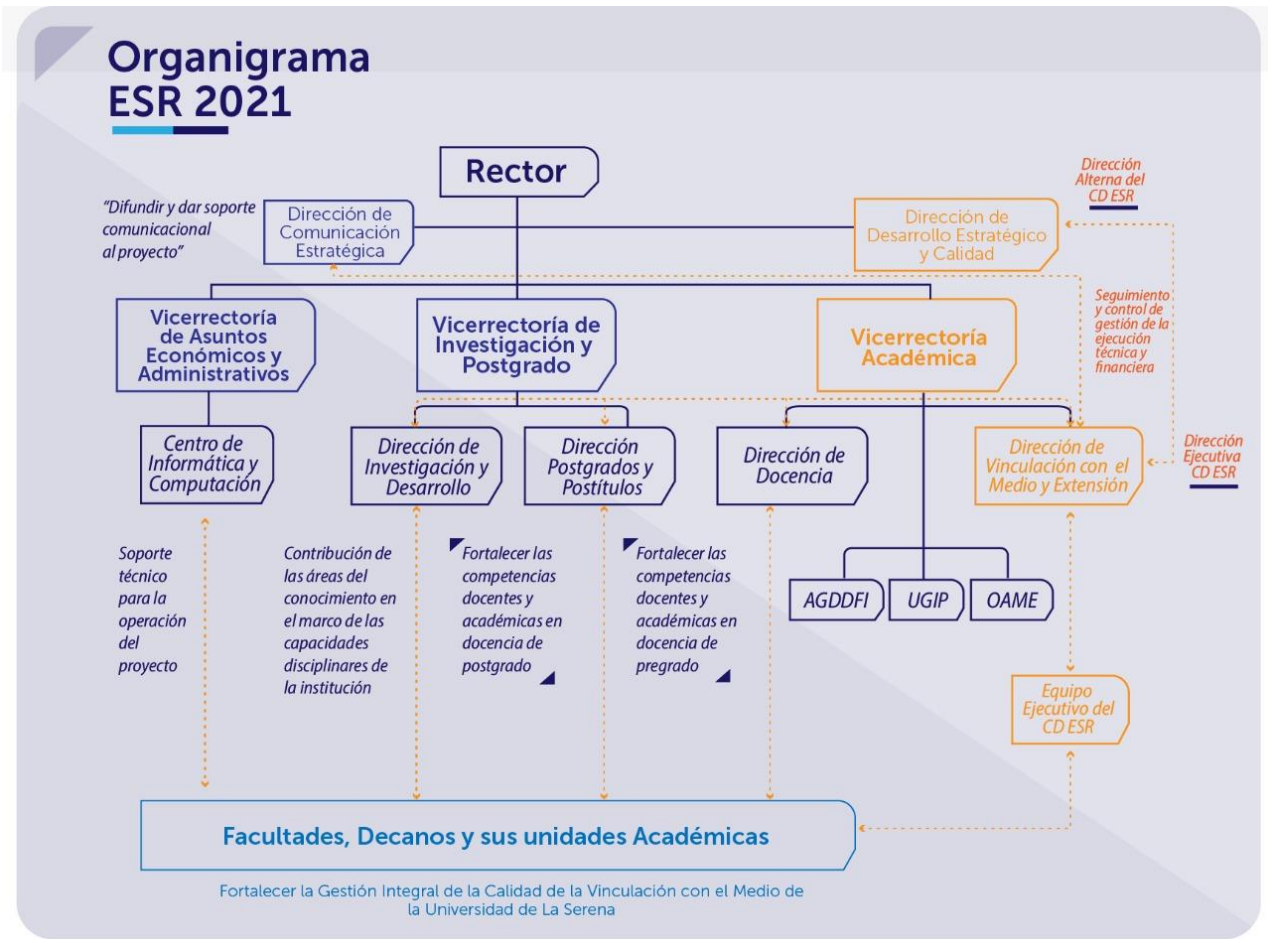 Organigrama
ESR 2021
Rector
"Difundir y dar soporte
comunicacional
al proyecto"
Dirección de
Comunicación
Estratégica
Dirección de
Desarrollo Estratégico
y Calidad
Dirección
Alterna del
CD ESR
Vicerrectoría
de Asuntos
Económicos y
Administrativos
Vicerrectoría de
Investigación y
Postgrado
Vicerrectoría
Académica
Seguimiento
y control de
gestión de la
ejecución
técnica y
financiera
Centro de
Informática y
Computación
Dirección de
Investigación y
Desarrollo
Dirección
Postgrados y
Postítulos
Dirección de
Docencia
Dirección de
Vinculación con el
Medio y Extensión
Dirección
Ejecutiva
CD ESR
Soporte
técnico
para la
operación
del
proyecto
Contribución de
las áreas del
conocimiento en
el marco de las
capacidades
disciplinares de
la institución
Fortalecer las
competencias
docentes y
académicas en
docencia de
postgrado
Fortalecer las
competencias
docentes y
académicas en
docencia de
pregrado
AGDDFI
UGIP
OAME
Equipo
Ejecutivo del
CD ESR
Facultades, Decanos y sus unidades Académicas
Fortalecer la Gestión Integral de la Calidad de la Vinculación con el Medio de
la Universidad de La Serena